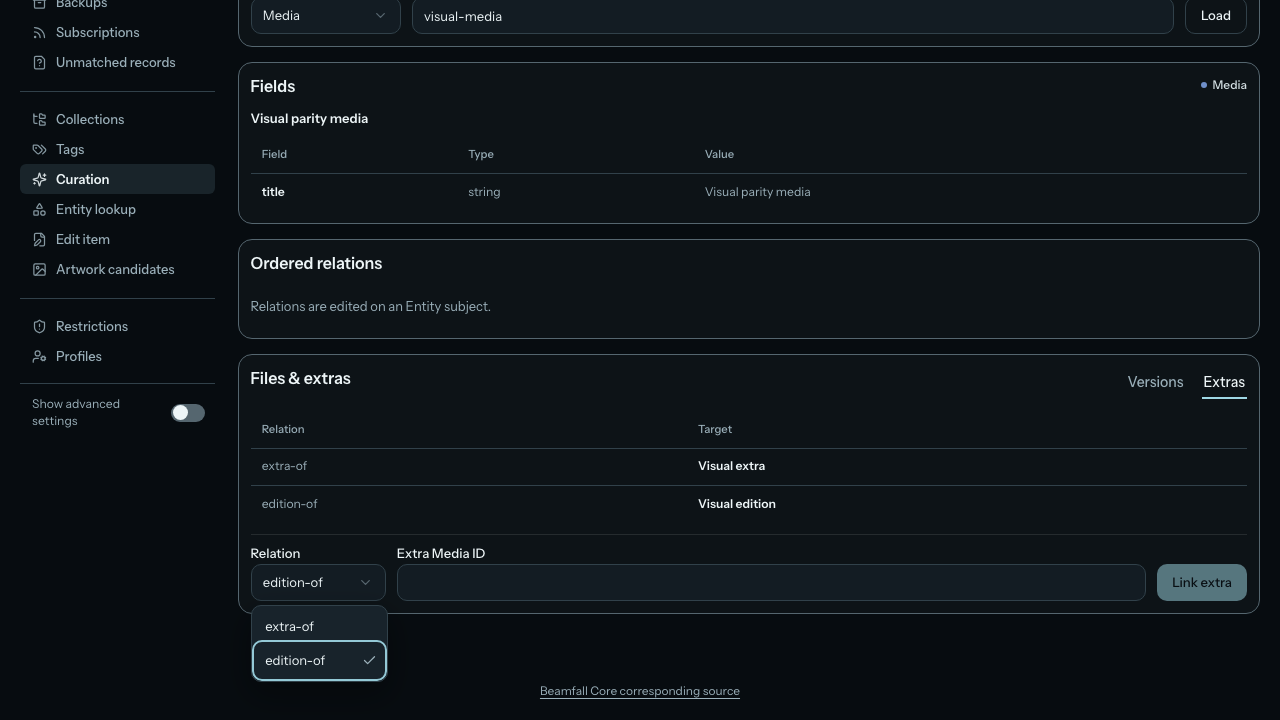 Backups
Subscriptions
Unmatched records
Collections
Tags
Curation
Entity lookup
Edit item
Artwork candidates
Restrictions
Profiles
Show advanced
settings
Media
visual-media
Load
Fields
Media
Visual parity media
Field Type Value
title string Visual parity media
Ordered relations
Relations are edited on an Entity subject.
Files & extras
Versions Extras
Relation Target
extra-of Visual extra
edition-of Visual edition
Relation Extra Media ID
edition-of Link extra
extra-of
edition-of
Beamfall Core corresponding source